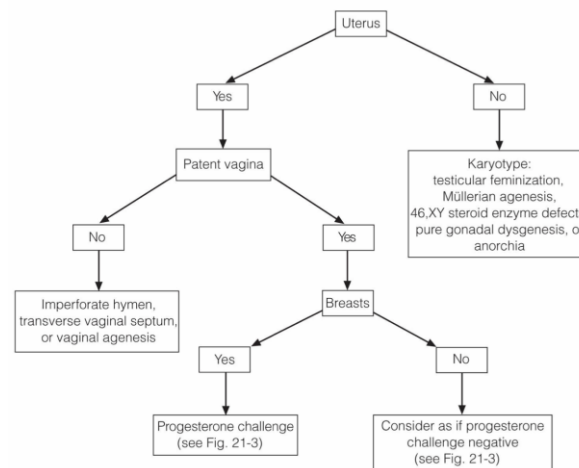 Uterus
Yes
No
Patent vagina
Karyotype:
testicular feminization,
Müllerian agenesis,
46,XY steroid enzyme defect
pure gonadal dysgenesis, o
anorchia
No
Yes
Imperforate hymen,
transverse vaginal septum,
or vaginal agenesis
Breasts
Yes
No
Progesterone challenge
(see Fig. 21-3)
Consider as if progesterone
challenge negative
(see Fig. 21-3)